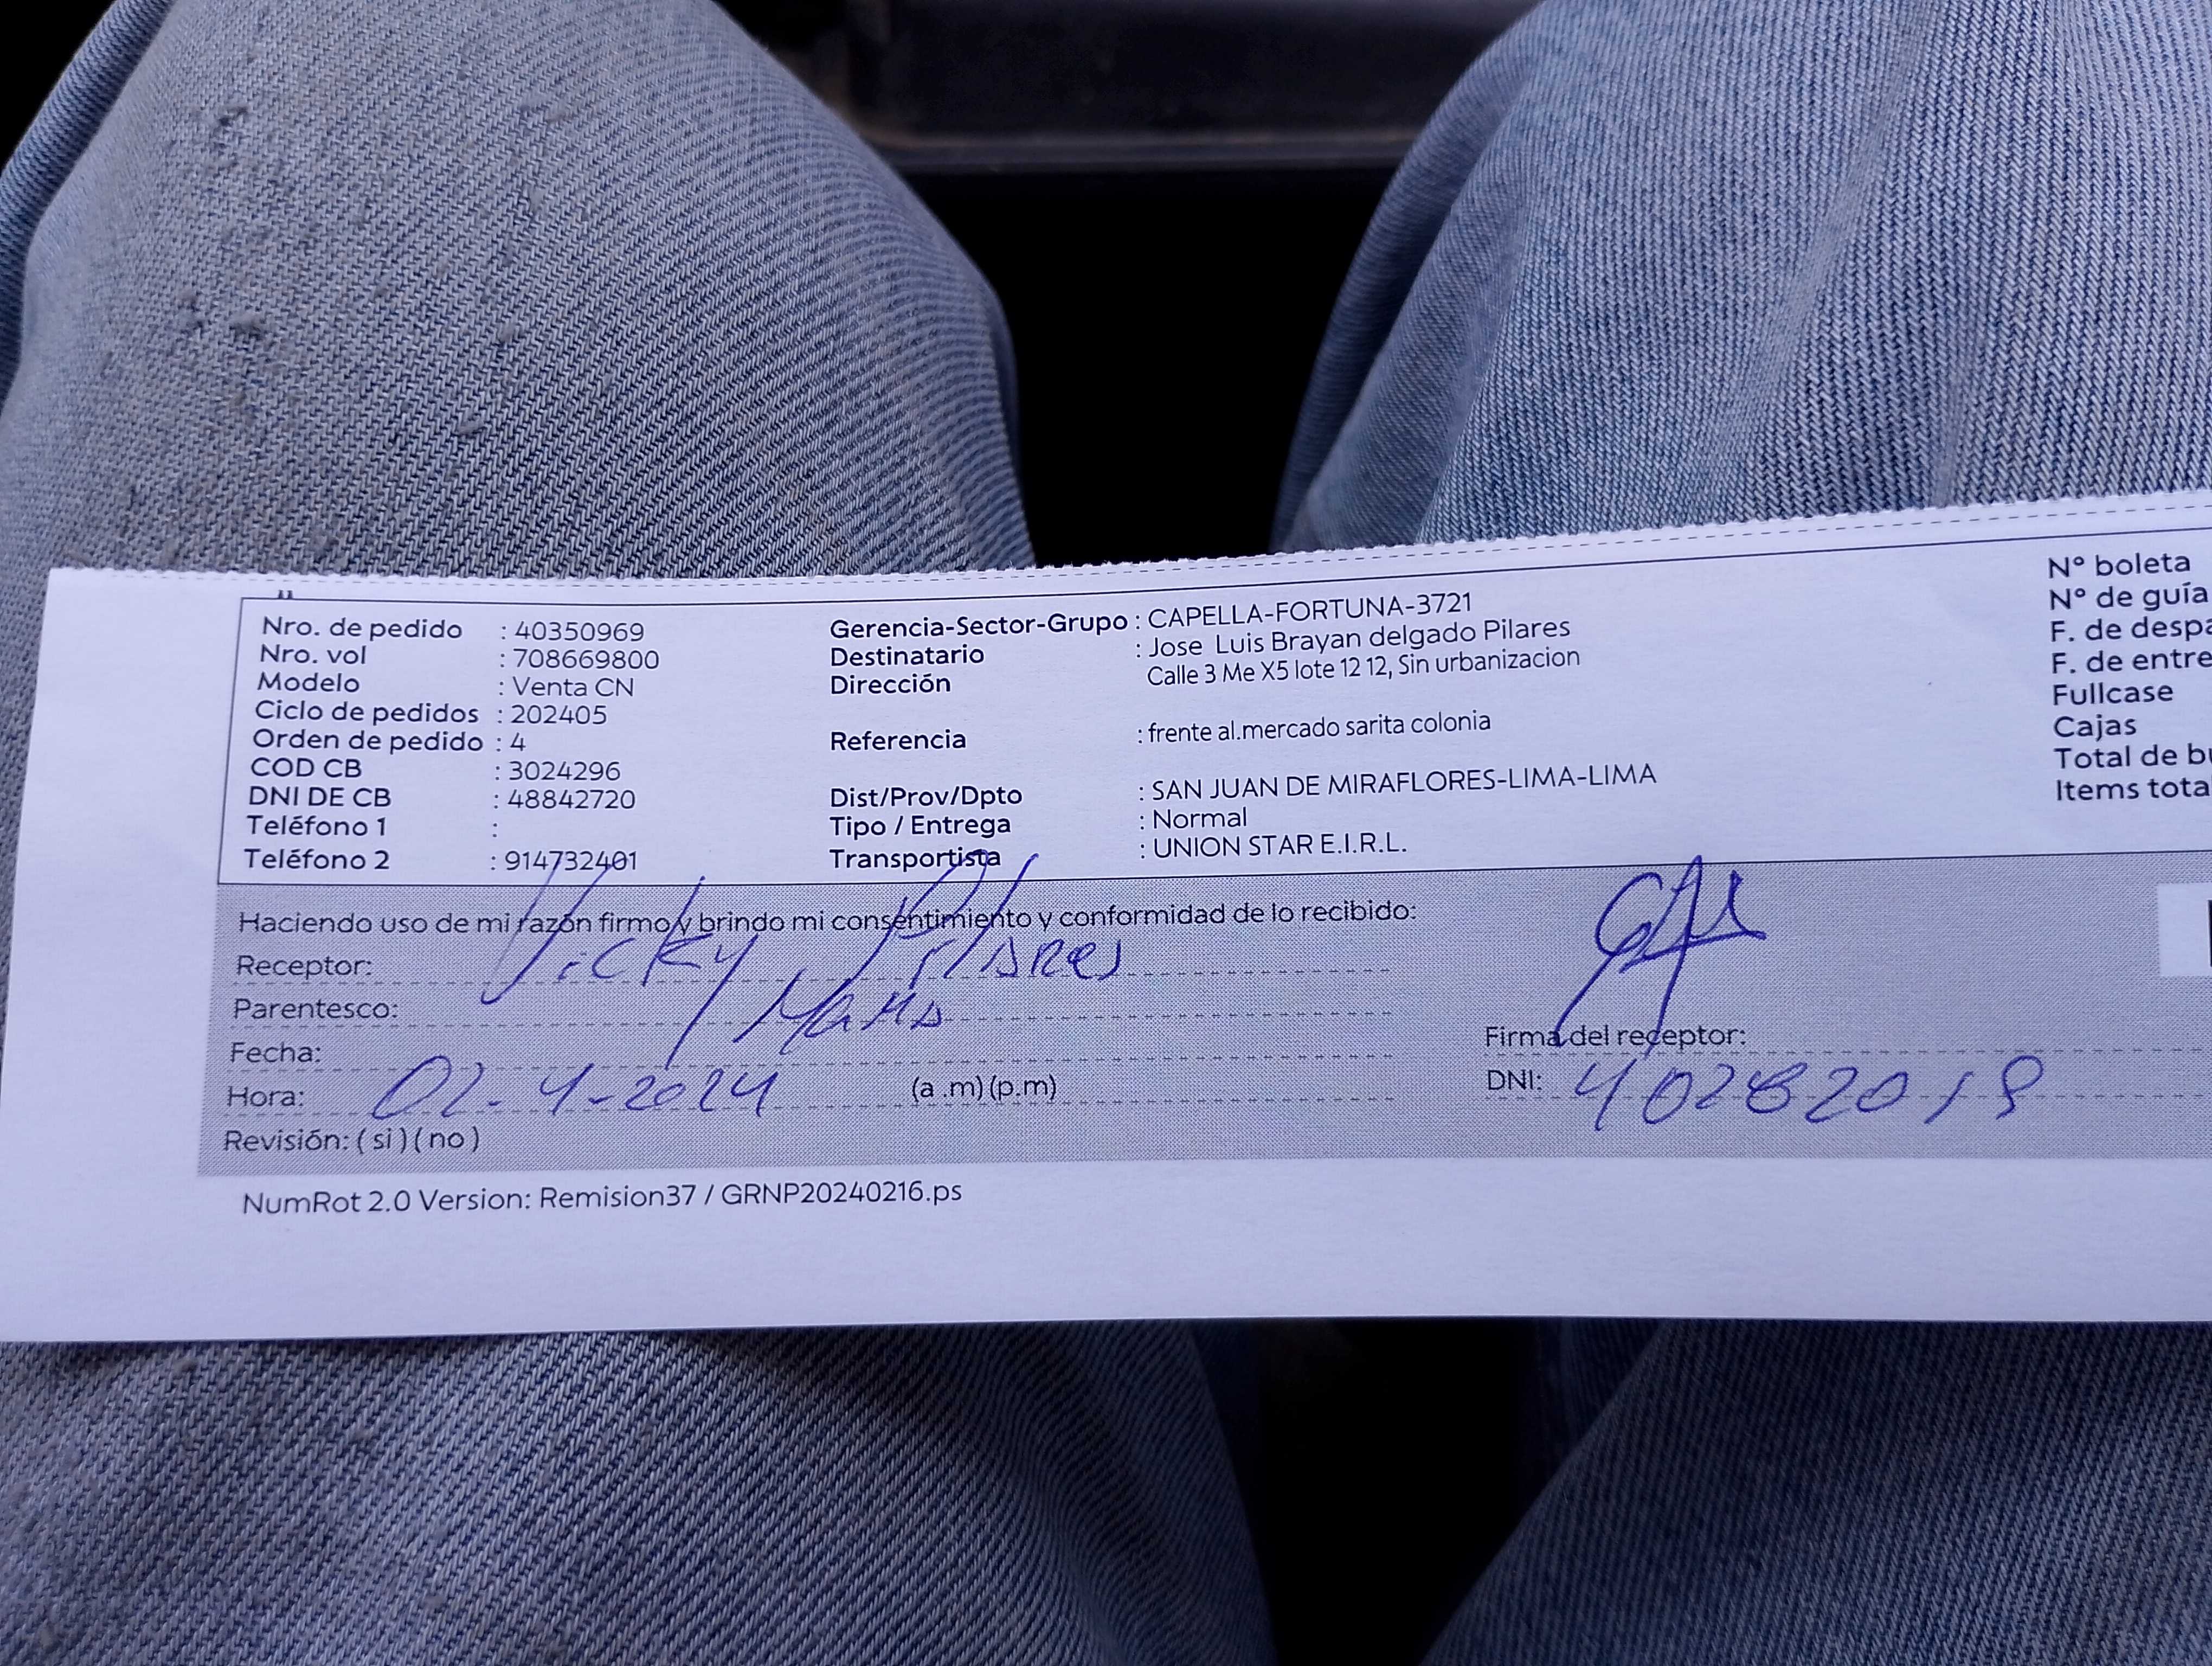 Nro. de pedido : 40350969
Nro. vol : 708669800
Modelo : Venta CN
Ciclo de pedidos : 202405
Orden de pedido : 4
COD CB : 3024296
DNI DE CB : 48842720
Teléfono 1 :
Teléfono 2 : 914732401
Gerencia-Sector-Grupo : CAPELLA-FORTUNA-3721
Destinatario : Jose Luis Brayan delgado Pilares
Dirección Calle 3 Me X5 lote 12 12, Sin urbanizacion
Referencia : frente al.mercado sarita colonia
Dist/Prov/Dpto : SAN JUAN DE MIRAFLORES-LIMA-LIMA
Tipo / Entrega : Normal
Transportista : UNION STAR E.I.R.L.
N° boleta
N° de guía
F. de despa
F. de entre
Fullcase
Cajas
Total de bu
Items tota
Haciendo uso de mi razón firmo y brindo mi consentimiento y conformidad de lo recibido:
Receptor: Vicky Pilares
Parentesco: Mamá
Fecha:
Hora: 02-4-2024 (a .m) (p.m)
Revisión: ( si ) ( no )
Firma del receptor:
DNI: 40282018
NumRot 2.0 Version: Remision37 / GRNP20240216.ps